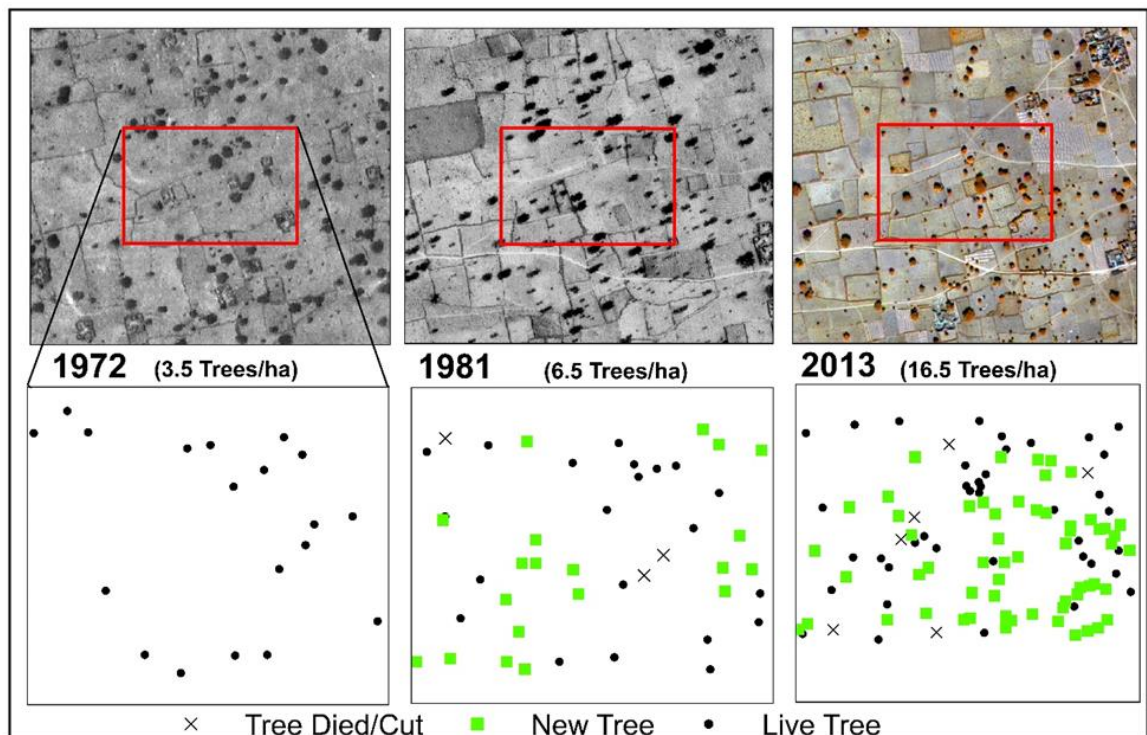 1972 (3.5 Trees/ha)
1981 (6.5 Trees/ha)
2013 (16.5 Trees/ha)
Tree Died/Cut
New Tree
Live Tree